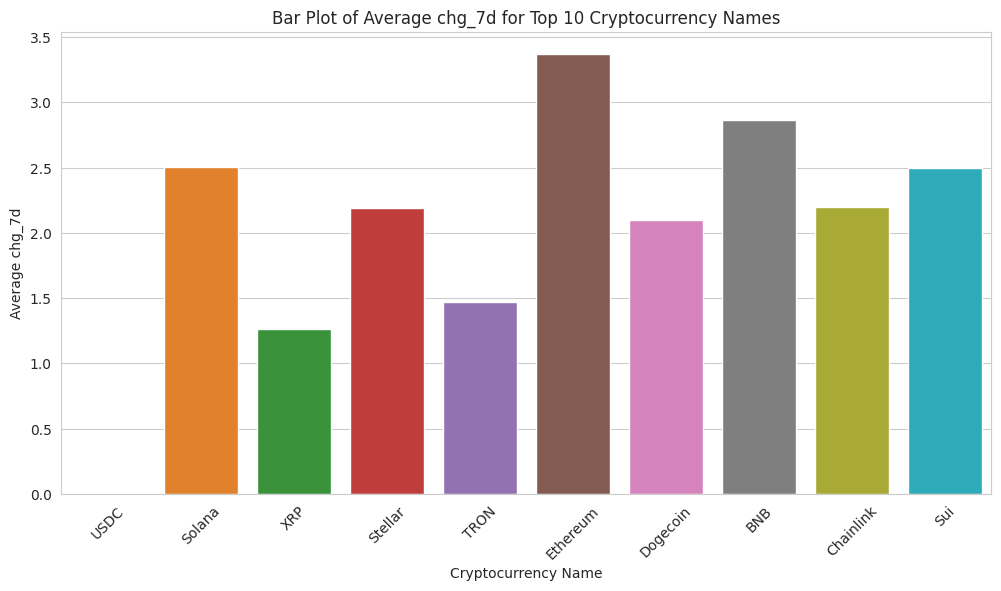 Bar Plot of Average chg_7d for Top 10 Cryptocurrency Names
Average chg_7d
3.5
3.0
2.5
2.0
1.5
1.0
0.5
0.0
USDC
Solana
XRP
Stellar
TRON
Ethereum
Dogecoin
BNB
Chainlink
Sui
Cryptocurrency Name